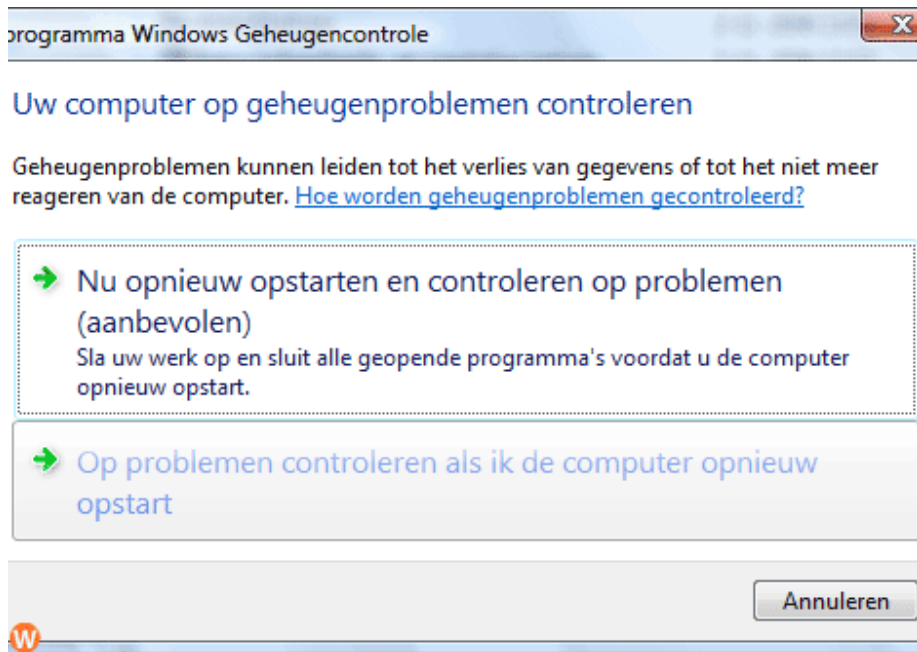 programma Windows Geheugencontrole
Uw computer op geheugenproblemen controleren
Geheugenproblemen kunnen leiden tot het verlies van gegevens of tot het niet meer
reageren van de computer. Hoe worden geheugenproblemen gecontroleerd?
Nu opnieuw opstarten en controleren op problemen
(aanbevolen)
Sla uw werk op en sluit alle geopende programma's voordat u de computer
opnieuw opstart.
Op problemen controleren als ik de computer opnieuw
opstart
Annuleren
W